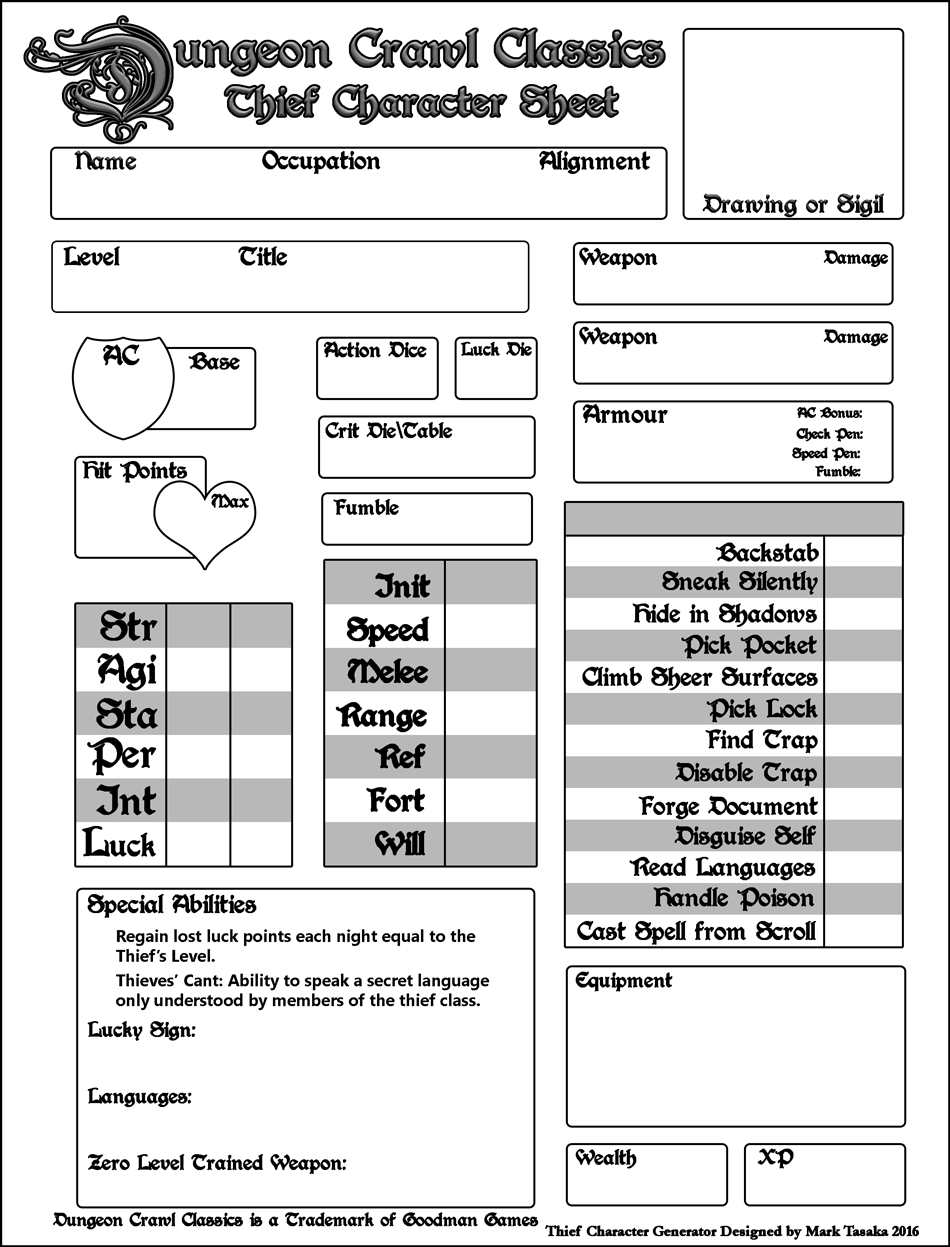 Dungeon Crawl Classics
Thief Character Sheet
Name Occupation Alignment
Drawing or Sigil
Level Title
Weapon Damage
Weapon Damage
Armour
AC Bonus:
Check Pen:
Speed Pen:
Fumble:
AC Base
Action Dice
Luck Die
Crit Die\Table
Fumble
Hit Points
Max
Str
Agi
Sta
Per
Int
Luck
Init
Speed
Melee
Range
Ref
Fort
Will
Backstab
Sneak Silently
Hide in Shadows
Pick Pocket
Climb Sheer Surfaces
Pick Lock
Find Trap
Disable Trap
Forge Document
Disguise Self
Read Languages
Handle Poison
Cast Spell from Scroll
Special Abilities
Regain lost luck points each night equal to the
Thief's Level.
Thieves' Cant: Ability to speak a secret language
only understood by members of the thief class.
Lucky Sign:
Languages:
Zero Level Trained Weapon:
Equipment
Wealth
XP
Dungeon Crawl Classics is a Trademark of Goodman Games
Thief Character Generator Designed by Mark Tasaka 2016